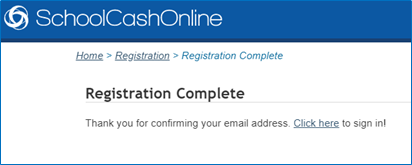 SchoolCashOnline
Home > Registration > Registration Complete
Registration Complete
Thank you for confirming your email address. Click here to sign in!